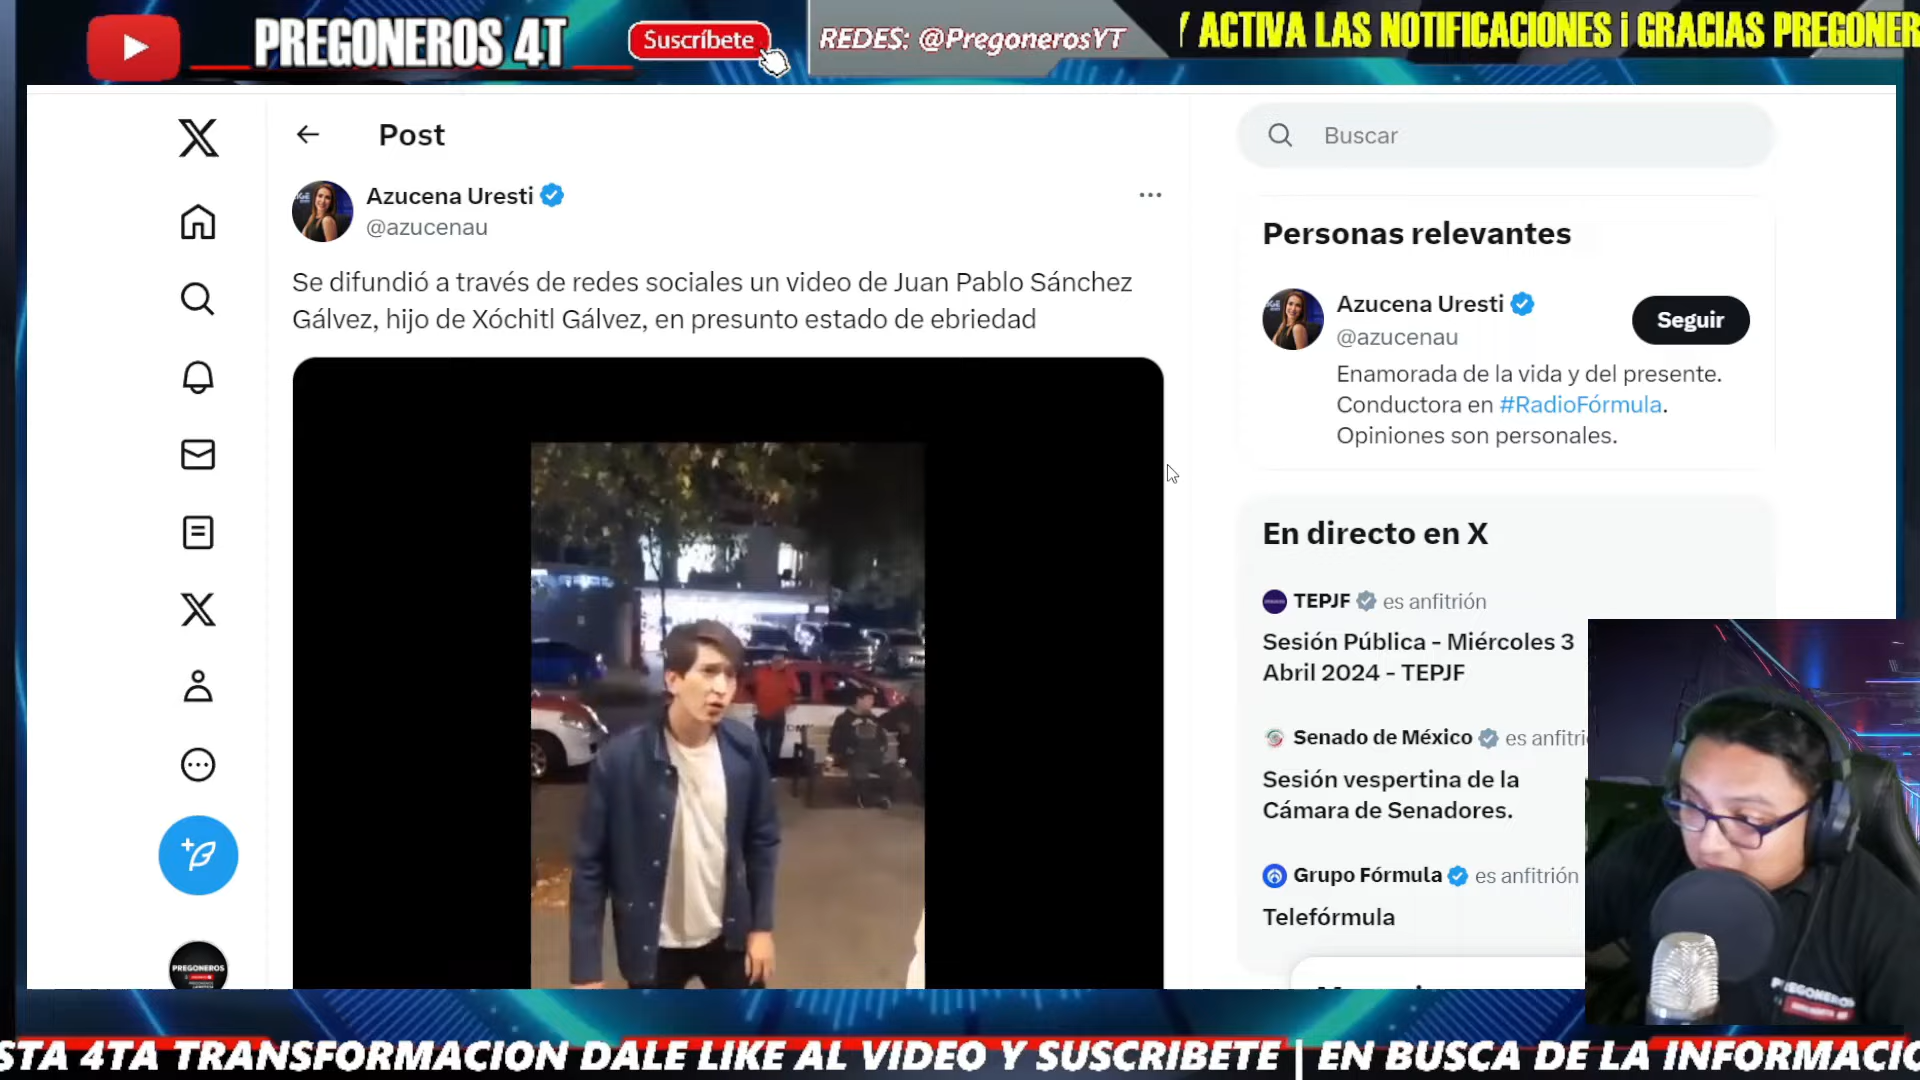 PREGONEROS 4T
Suscríbete
REDES: @PregonerosYT
Y ACTIVA LAS NOTIFICACIONES ¡ GRACIAS PREGONER
Post
Buscar
Azucena Uresti
@azucenau
Se difundió a través de redes sociales un video de Juan Pablo Sánchez
Gálvez, hijo de Xóchitl Gálvez, en presunto estado de ebriedad
Personas relevantes
Azucena Uresti
@azucenau
Seguir
Enamorada de la vida y del presente.
Conductora en #RadioFórmula.
Opiniones son personales.
En directo en X
TEPJF es anfitrión
Sesión Pública - Miércoles 3
Abril 2024 - TEPJF
Senado de México es anfitri
Sesión vespertina de la
Cámara de Senadores.
Grupo Fórmula es anfitrión
Telefórmula
PREGONEROS
PREGONEROS
STA 4TA TRANSFORMACION DALE LIKE AL VIDEO Y SUSCRIBETE | EN BUSCA DE LA INFORMACIO